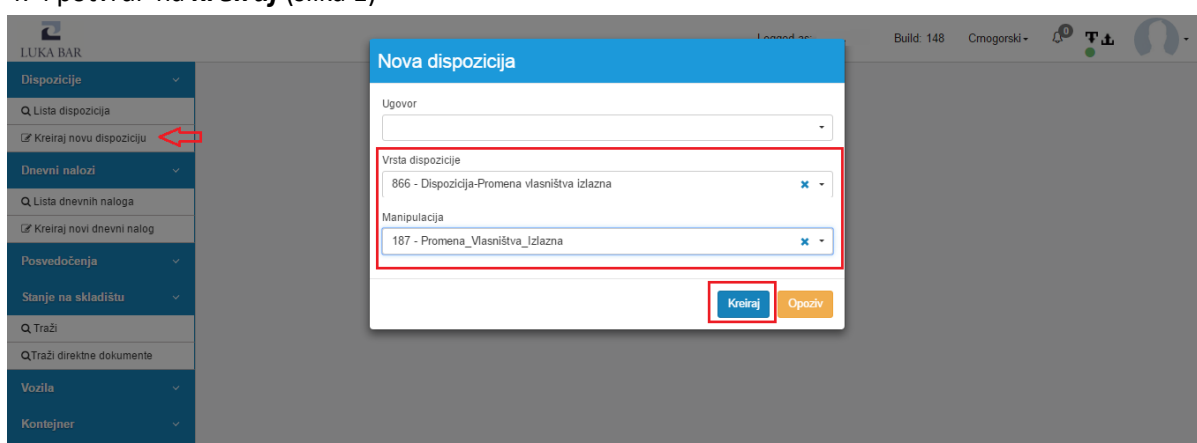 kreiraj
LUKA BAR
Build: 148
Crnogorski
0
Dispozicije
Lista dispozicija
Kreiraj novu dispoziciju
Dnevni nalozi
Lista dnevnih naloga
Kreiraj novi dnevni nalog
Posvedočenja
Stanje na skladištu
Traži
Traži direktne dokumente
Vozila
Kontejner
Nova dispozicija
Ugovor
Vrsta dispozicije
866 - Dispozicija-Promena vlasništva izlazna
Manipulacija
187 - Promena_Vlasništva_Izlazna
Kreiraj
Opoziv